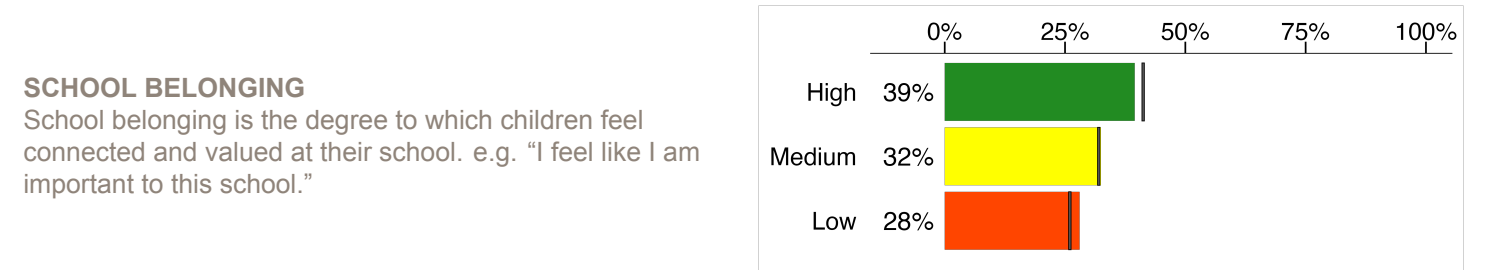 SCHOOL BELONGING
School belonging is the degree to which children feel
connected and valued at their school. e.g. “I feel like I am
important to this school.”
0% 25% 50% 75% 100%
High 39%
Medium 32%
Low 28%